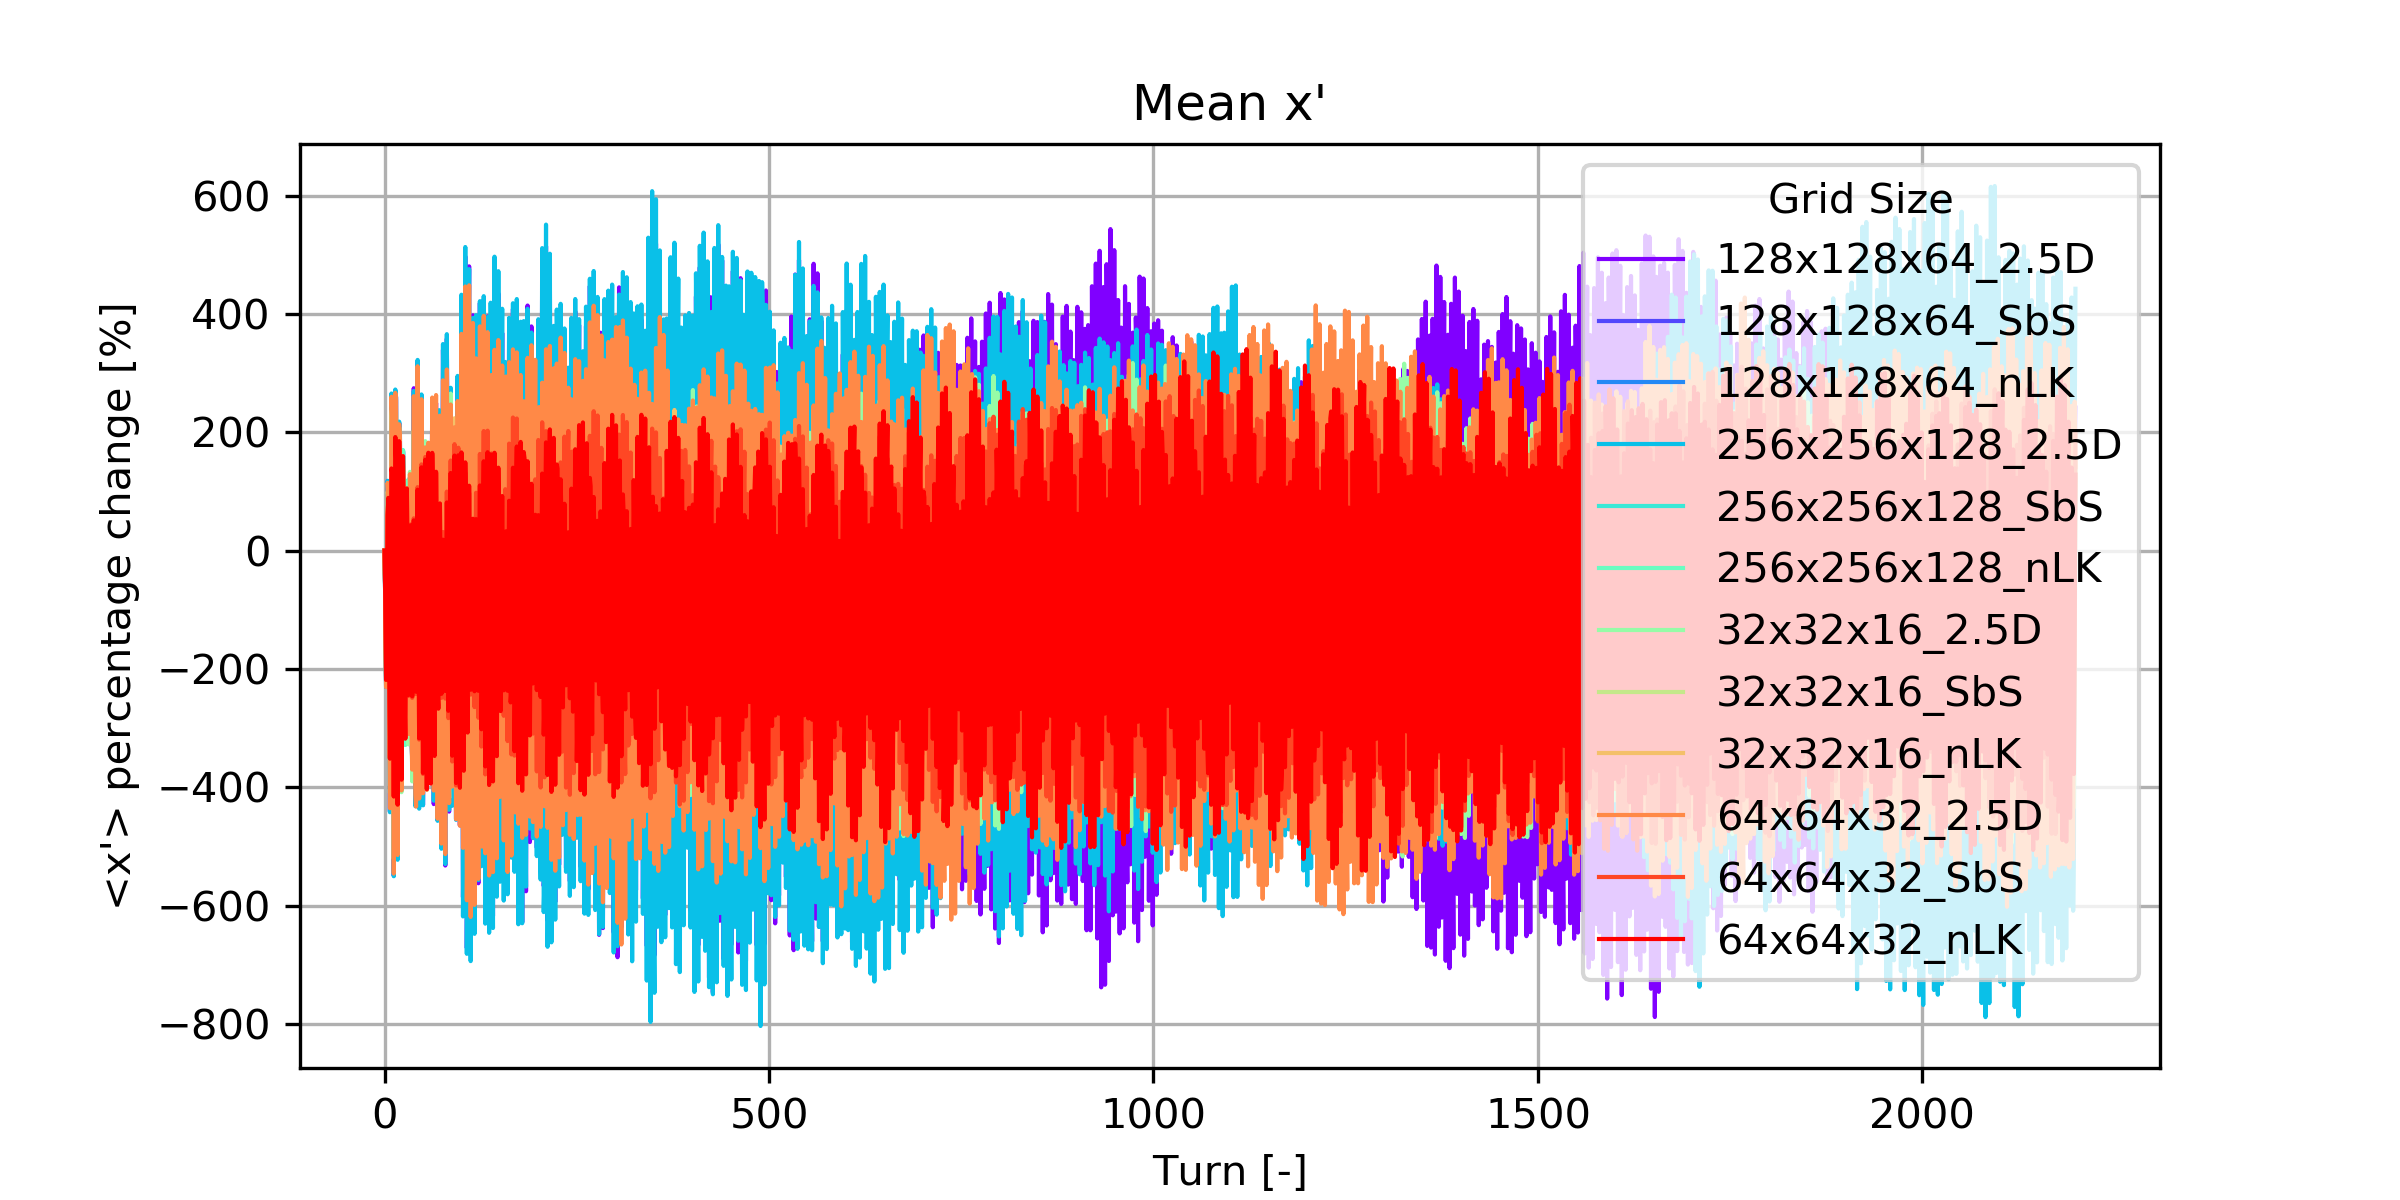 Mean x'
<x'> percentage change [%]
600
400
200
0
−200
−400
−600
−800
Grid Size
128x128x64_2.5D
128x128x64_SbS
128x128x64_nLK
256x256x128_2.5D
256x256x128_SbS
256x256x128_nLK
32x32x16_2.5D
32x32x16_SbS
32x32x16_nLK
64x64x32_2.5D
64x64x32_SbS
64x64x32_nLK
0 500 1000 1500 2000
Turn [-]